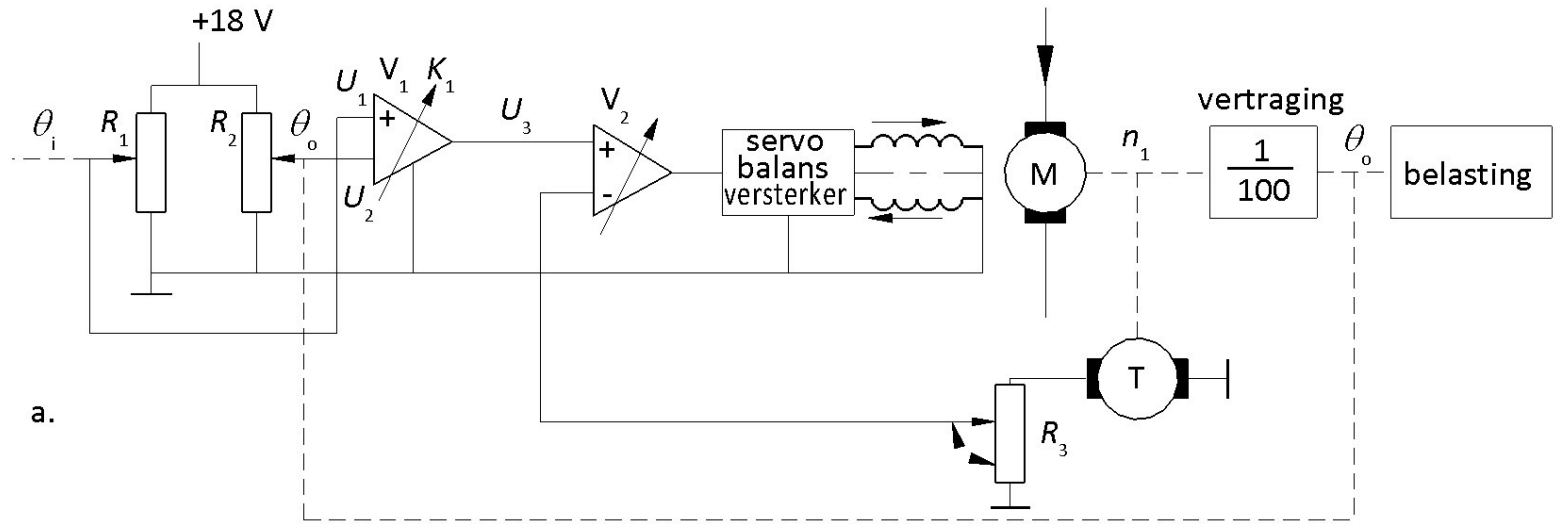 +18 V
θi
R1
R2
θo
U1
V1
K1
+
U2
U3
V2
+
-
servo
balans
versterker
M
n1
vertraging
1
100
θo
belasting
T
R3
a.